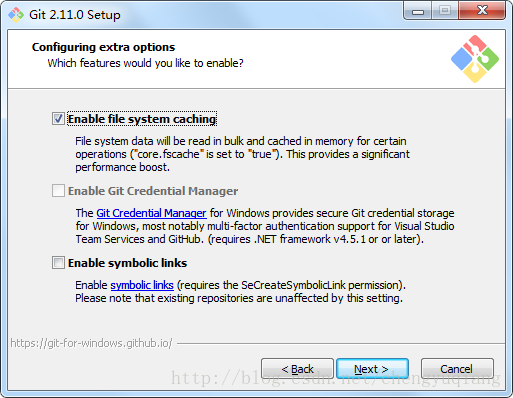 Git 2.11.0 Setup
Configuring extra options
Which features would you like to enable?
Enable file system caching
File system data will be read in bulk and cached in memory for certain
operations ("core.fscache" is set to "true"). This provides a significant
performance boost.
Enable Git Credential Manager
The Git Credential Manager for Windows provides secure Git credential storage
for Windows, most notably multi-factor authentication support for Visual Studio
Team Services and GitHub. (requires .NET framework v4.5.1 or or later).
Enable symbolic links
Enable symbolic links (requires the SeCreateSymbolicLink permission).
Please note that existing repositories are unaffected by this setting.
https://git-for-windows.github.io/
< Back Next > Cancel
http://blog.csdn.net/chengyuqiang